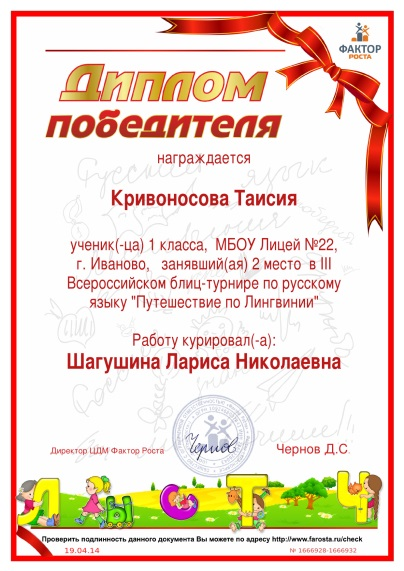 ФАКТОР
РОСТА
Диплом
победителя
награждается
Кривоносова Таисия
ученик(-ца) 1 класса, МБОУ Лицей №22,
г. Иваново, занявший(ая) 2 место в III
Всероссийском блиц-турнире по русскому
языку "Путешествие по Лингвинии"
Работу курировал(-а):
Шагушина Лариса Николаевна
Директор ЦДМ Фактор Роста
Чернов
Чернов Д.С
Л Ы С Т Ч
Проверить подлинность данного документа Вы можете по адресу http://www.farosta.ru/check
19.04.14
№ 1666928-1666932